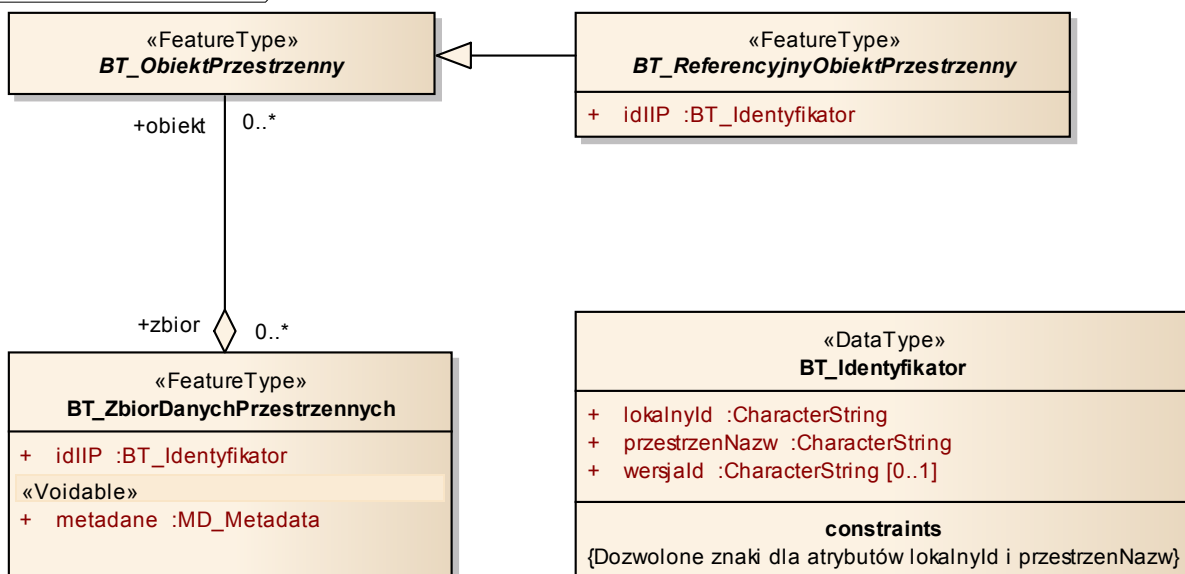 «FeatureType»
BT_ObiektPrzestrzenny
«FeatureType»
BT_ReferencyjnyObiektPrzestrzenny
+ idIIP :BT_Identyfikator
+obiekt 0..*
+zbior 0..*
«FeatureType»
BT_ZbiorDanychPrzestrzennych
+ idIIP :BT_Identyfikator
«Voidable»
+ metadane :MD_Metadata
«DataType»
BT_Identyfikator
+ lokalnyId :CharacterString
+ przestrzenNazw :CharacterString
+ wersjaId :CharacterString [0..1]
constraints
{Dozwolone znaki dla atrybutów lokalnyId i przestrzenNazw}